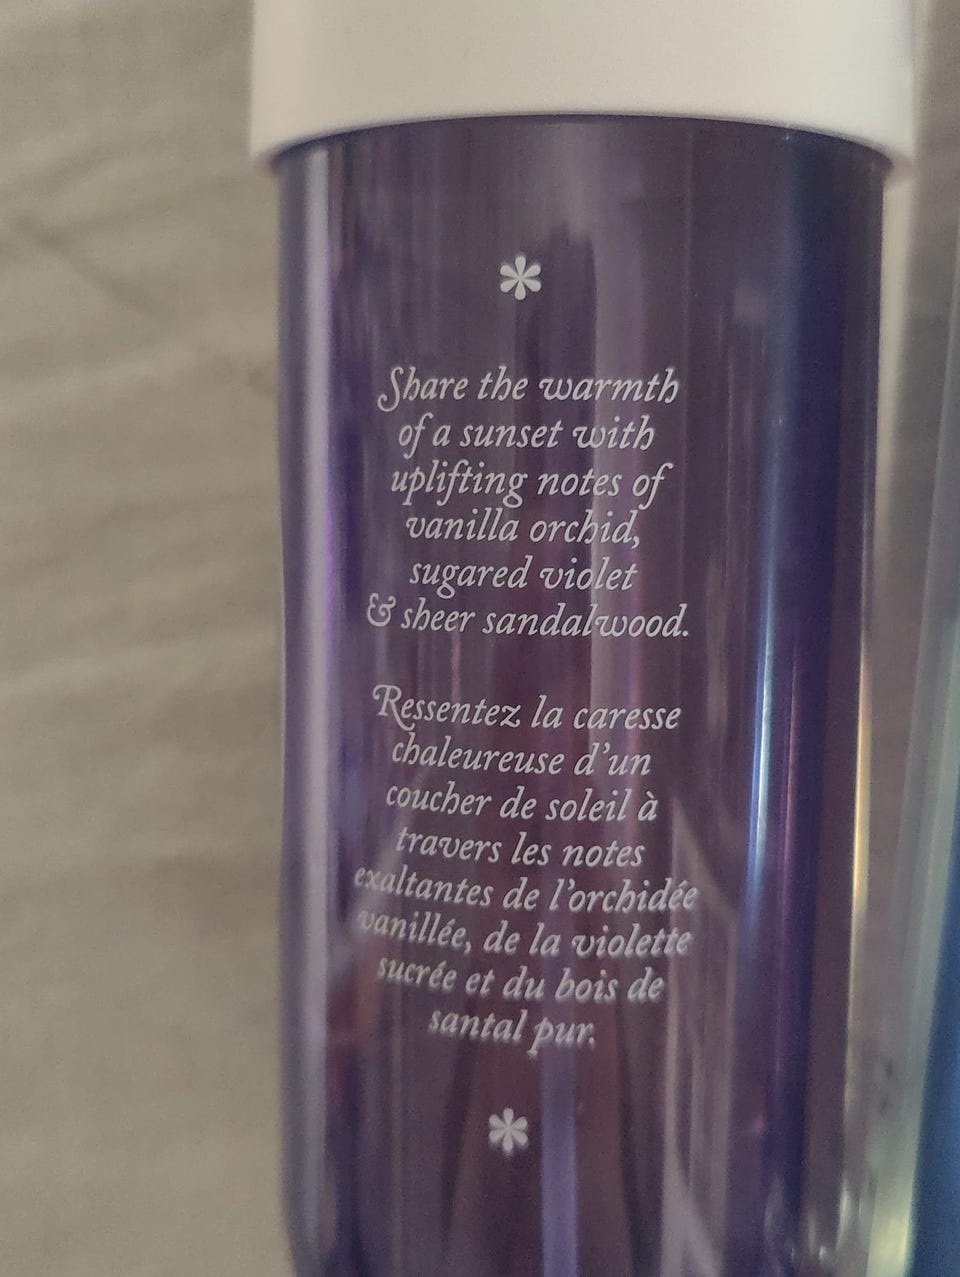 Share the warmth
of a sunset with
uplifting notes of
vanilla orchid,
sugared violet
& sheer sandalwood.
Ressentez la caresse
chaleureuse d’un
coucher de soleil à
travers les notes
exaltantes de l’orchidée
vanillée, de la violette
sucrée et du bois de
santal pur.